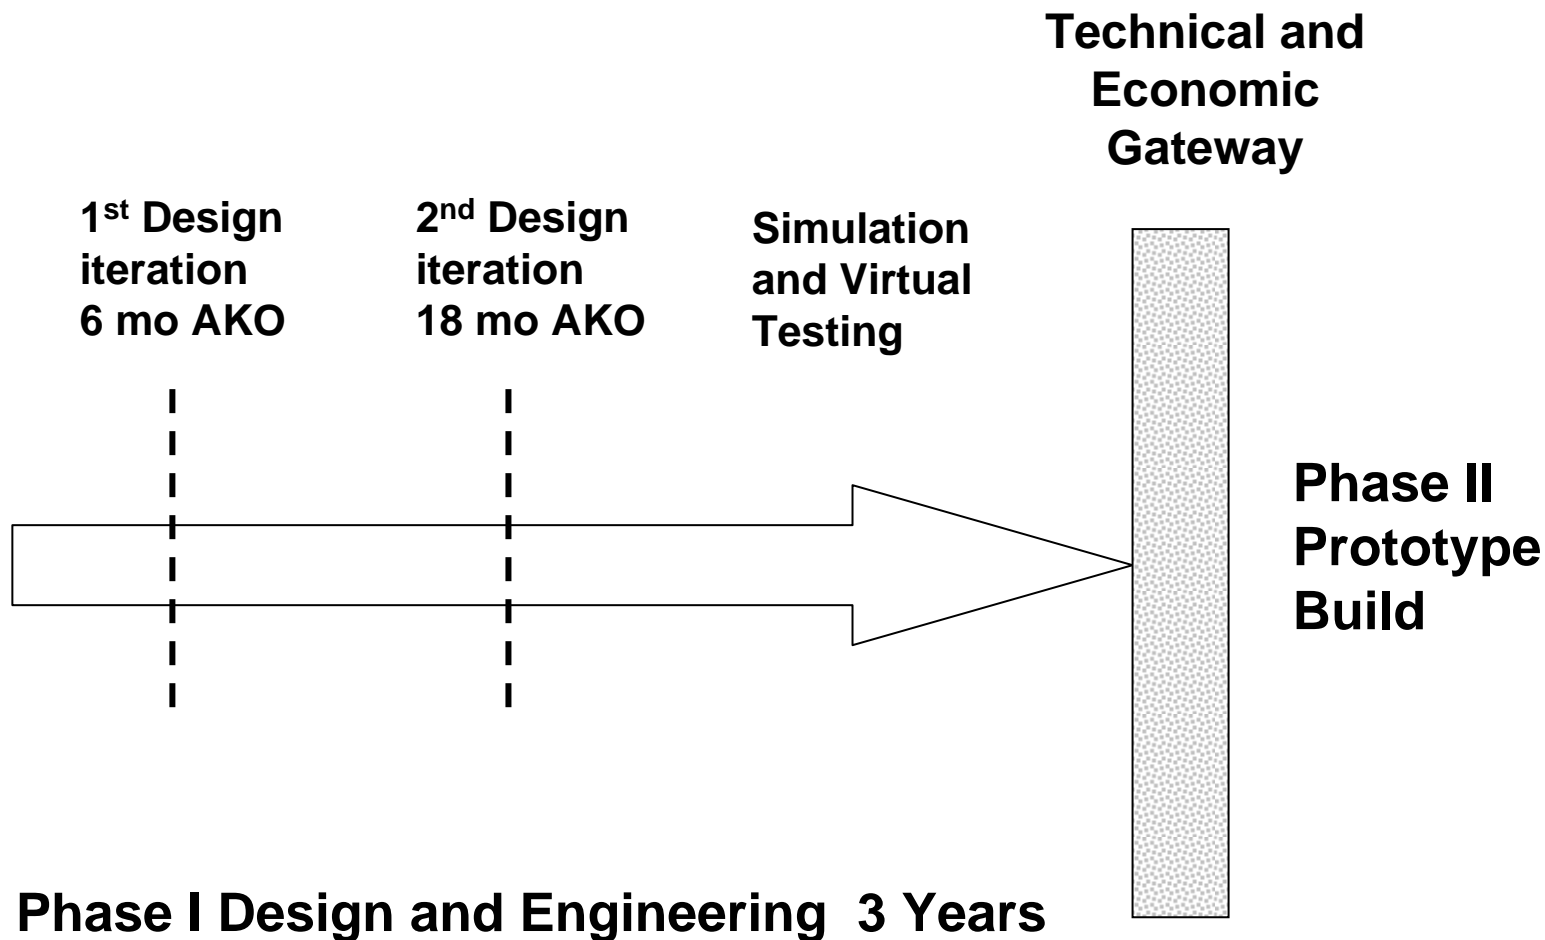 Technical and
Economic
Gateway
1st Design
iteration
6 mo AKO
2nd Design
iteration
18 mo AKO
Simulation
and Virtual
Testing
Phase II
Prototype
Build
Phase I Design and Engineering 3 Years